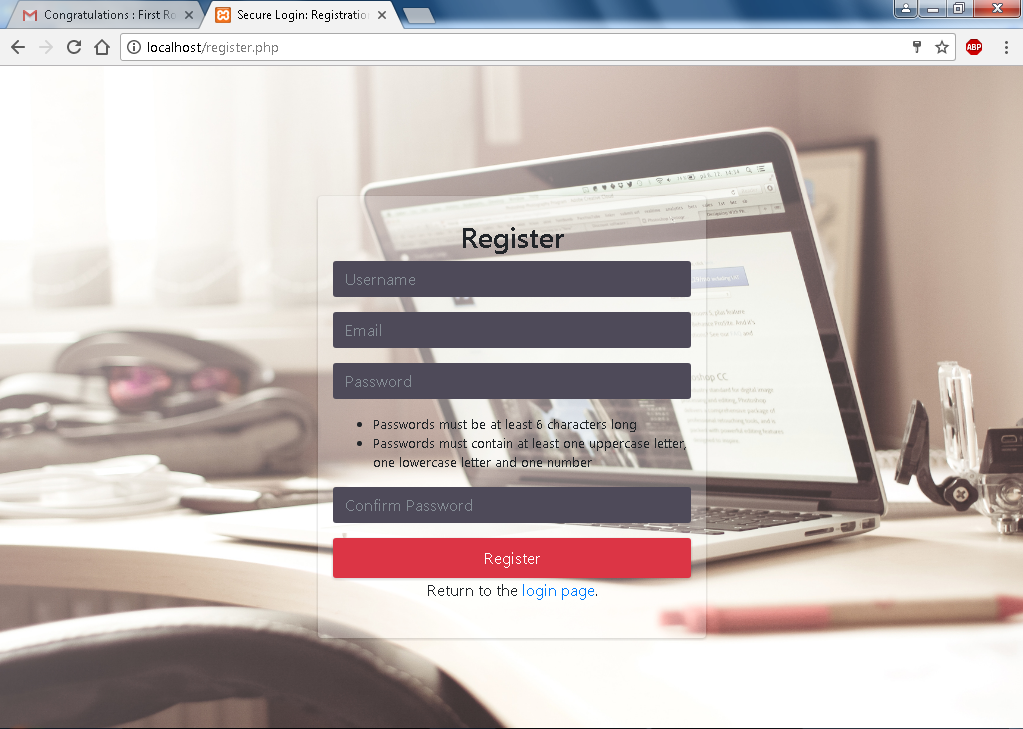 Congratulations : First Ro
Secure Login: Registration
localhost/register.php
ABP
Register
Username
Email
Password
• Passwords must be at least 6 characters long
• Passwords must contain at least one uppercase letter,
one lowercase letter and one number
Confirm Password
Register
Return to the login page.